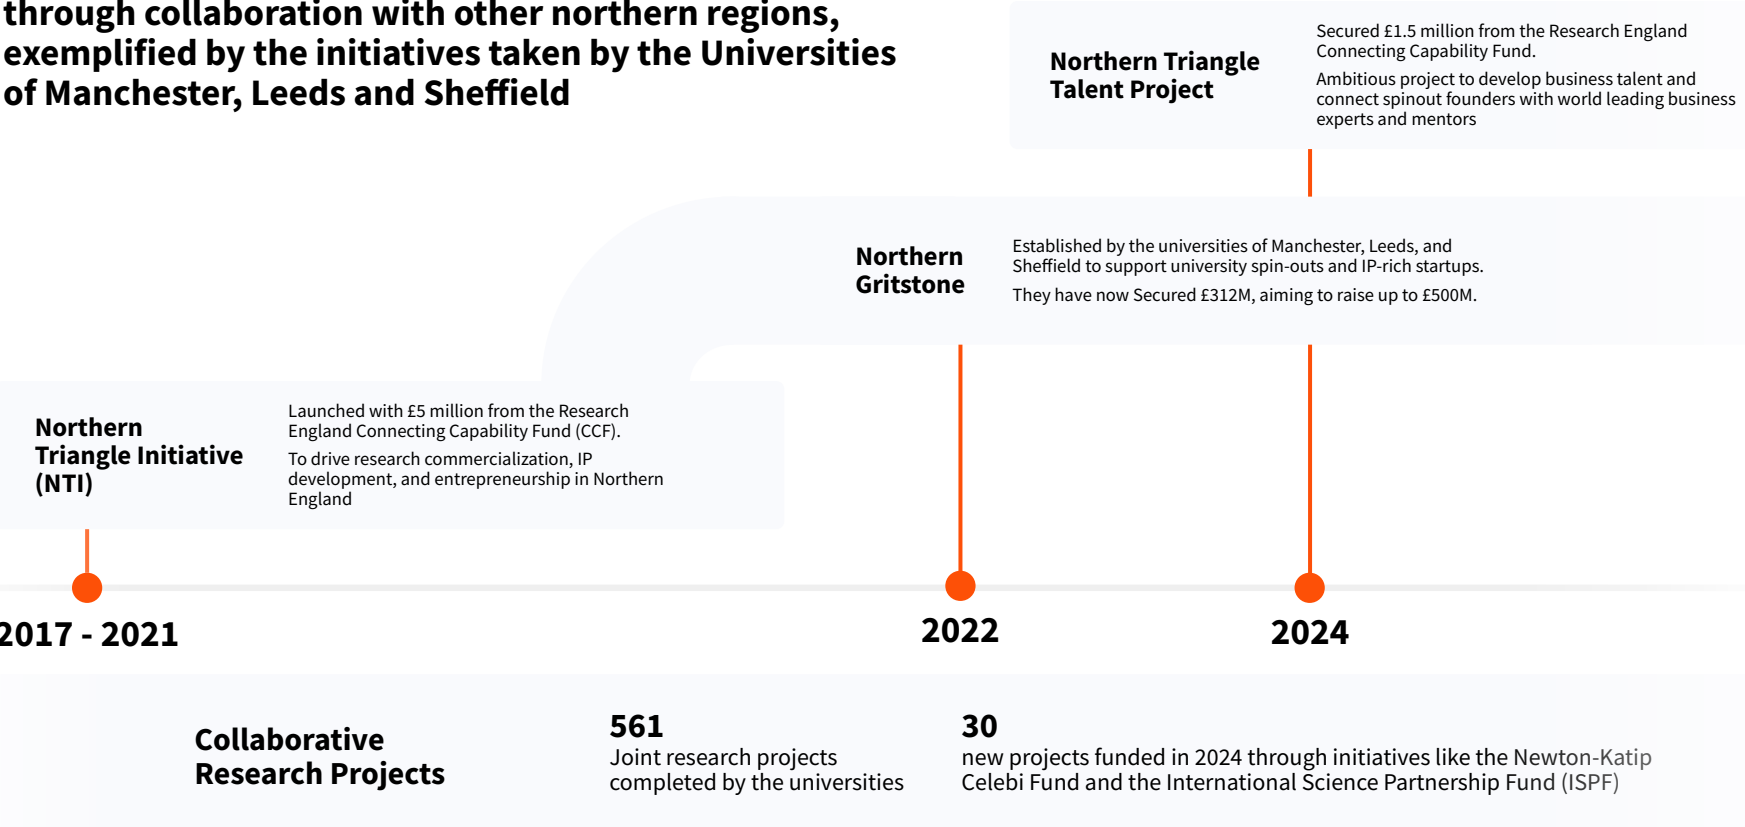 through collaboration with other northern regions,
exemplified by the initiatives taken by the Universities
of Manchester, Leeds and Sheffield
Northern Triangle
Talent Project
Secured £1.5 million from the Research England
Connecting Capability Fund.
Ambitious project to develop business talent and
connect spinout founders with world leading business
experts and mentors
Northern
Gritstone
Established by the universities of Manchester, Leeds, and
Sheffield to support university spin-outs and IP-rich startups.
They have now Secured £312M, aiming to raise up to £500M.
Northern
Triangle Initiative
(NTI)
Launched with £5 million from the Research
England Connecting Capability Fund (CCF).
To drive research commercialization, IP
development, and entrepreneurship in Northern
England
2017 - 2021
2022
2024
Collaborative
Research Projects
561
Joint research projects
completed by the universities
30
new projects funded in 2024 through initiatives like the Newton-Katip
Celebi Fund and the International Science Partnership Fund (ISPF)